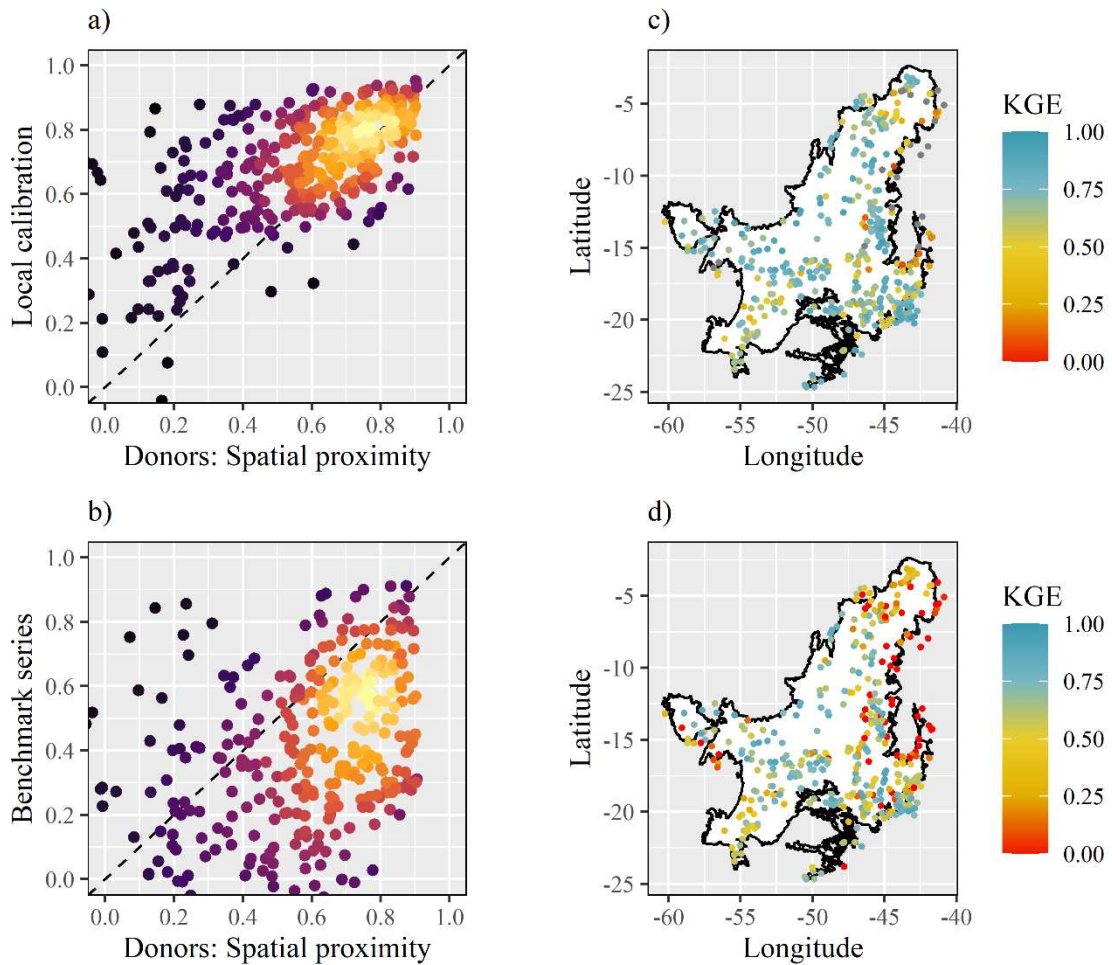 a)
1.0
0.8
0.6
0.4
0.2
0.0
Local calibration
0.0 0.2 0.4 0.6 0.8 1.0
Donors: Spatial proximity
c)
-5
-10
-15
-20
-25
Latitude
-60 -55 -50 -45 -40
Longitude
KGE
1.00
0.75
0.50
0.25
0.00
b)
1.0
0.8
0.6
0.4
0.2
0.0
Benchmark series
0.0 0.2 0.4 0.6 0.8 1.0
Donors: Spatial proximity
d)
-5
-10
-15
-20
-25
Latitude
-60 -55 -50 -45 -40
Longitude
KGE
1.00
0.75
0.50
0.25
0.00